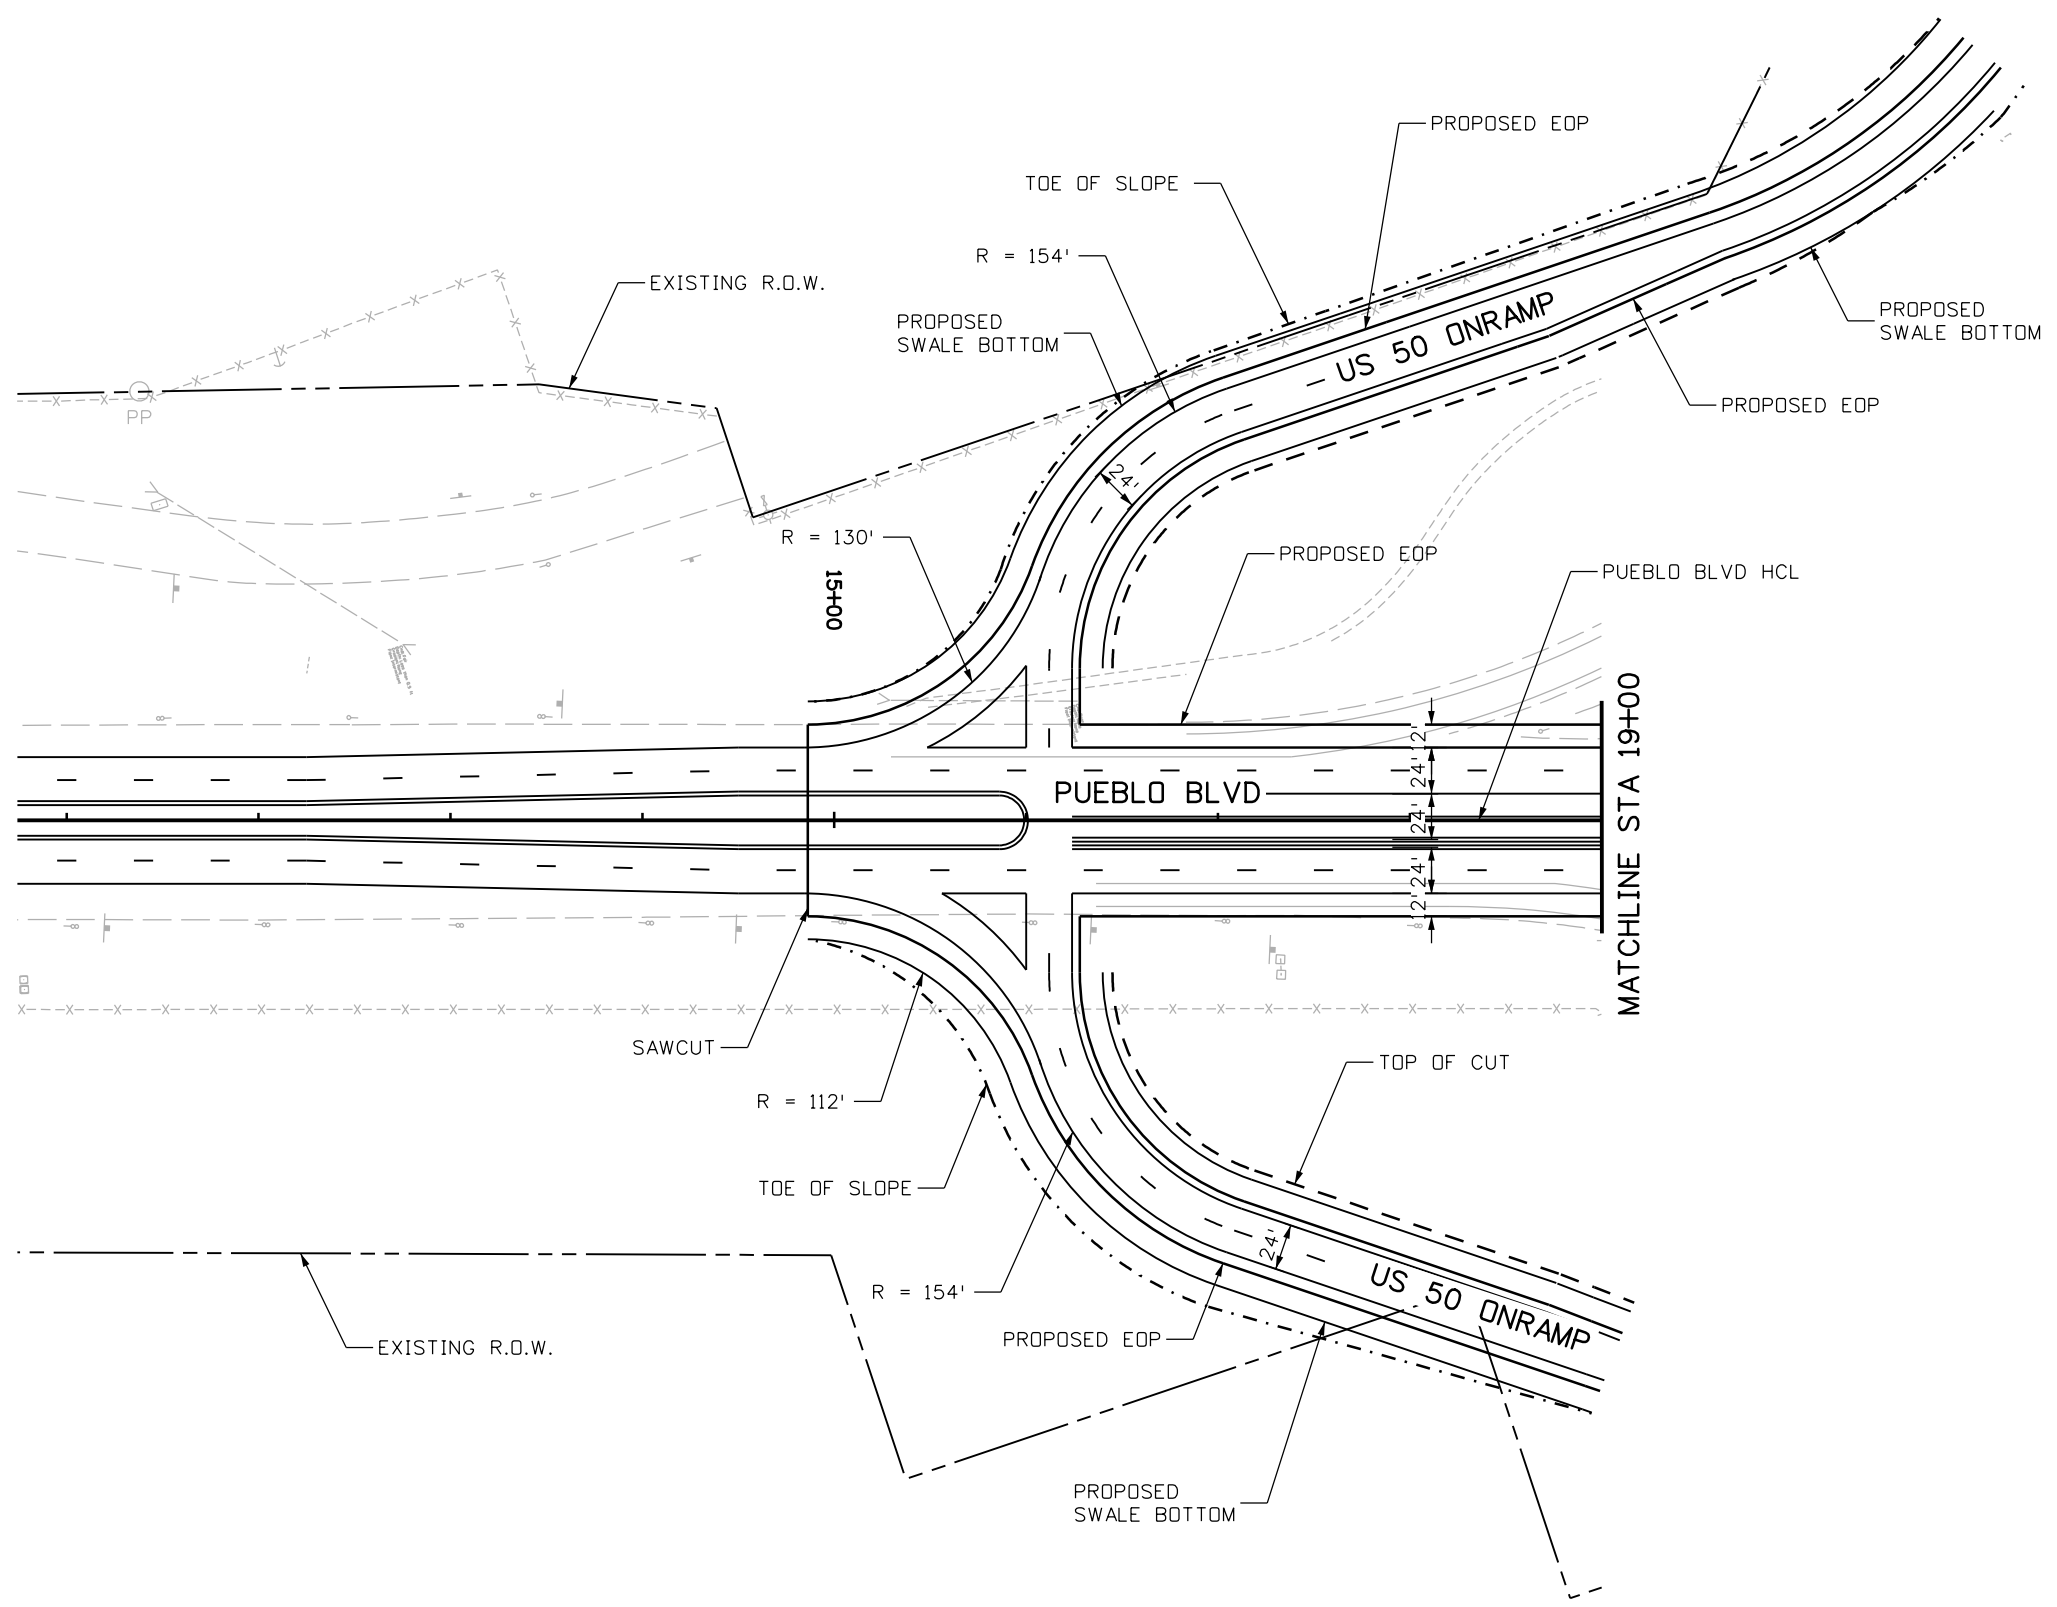 PROPOSED EOP
TOE OF SLOPE
R = 154'
EXISTING R.O.W.
PROPOSED
SWALE BOTTOM
US 50 ONRAMP
PROPOSED
SWALE BOTTOM
PROPOSED EOP
PP
24'
R = 130'
15+00
PROPOSED EOP
PUEBLO BLVD HCL
MATCHLINE STA 19+00
12'
24'
PUEBLO BLVD
24'
24'
12'
SAWCUT
TOP OF CUT
R = 112'
TOE OF SLOPE
24'
R = 154'
US 50 ONRAMP
PROPOSED EOP
EXISTING R.O.W.
PROPOSED
SWALE BOTTOM